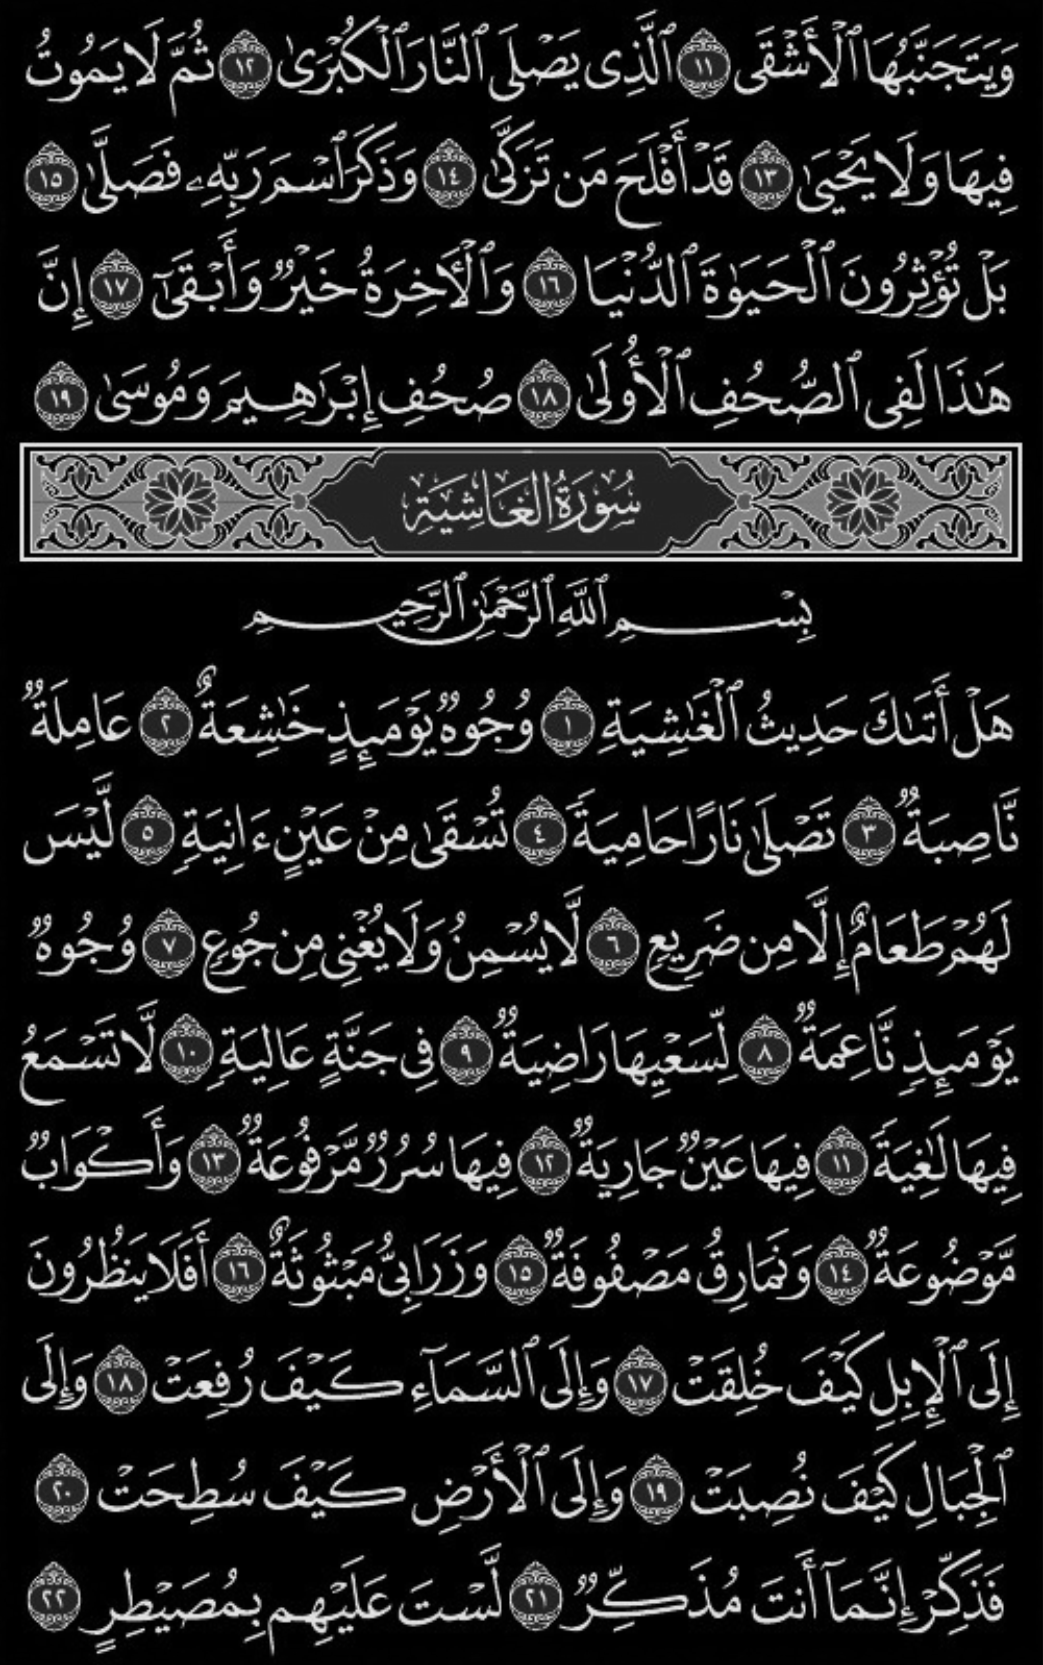 وَيَتَجَنَّبُهَا ٱلْأَشْقَى ١١ ٱلَّذِى يَصْلَى ٱلنَّارَ ٱلْكُبْرَىٰ ١٢ ثُمَّ لَا يَمُوتُ
فِيهَا وَلَا يَحْيَىٰ ١٣ قَدْ أَفْلَحَ مَن تَزَكَّىٰ ١٤ وَذَكَرَ ٱسْمَ رَبِّهِۦ فَصَلَّىٰ ١٥
بَلْ تُؤْثِرُونَ ٱلْحَيَوٰةَ ٱلدُّنْيَا ١٦ وَٱلْـَٔاخِرَةُ خَيْرٌ وَأَبْقَىٰٓ ١٧ إِنَّ
هَـٰذَا لَفِى ٱلصُّحُفِ ٱلْأُولَىٰ ١٨ صُحُفِ إِبْرَٰهِيمَ وَمُوسَىٰ ١٩
سُورَةُ الغَاشِيَةِ
بِسْمِ ٱللَّهِ ٱلرَّحْمَـٰنِ ٱلرَّحِيمِ
هَلْ أَتَىٰكَ حَدِيثُ ٱلْغَـٰشِيَةِ ١ وُجُوهٌ يَوْمَئِذٍ خَـٰشِعَةٌ ٢ عَامِلَةٌ
نَّاصِبَةٌ ٣ تَصْلَىٰ نَارًا حَامِيَةً ٤ تُسْقَىٰ مِنْ عَيْنٍ ءَانِيَةٍ ٥ لَّيْسَ
لَهُمْ طَعَامٌ إِلَّا مِن ضَرِيعٍ ٦ لَّا يُسْمِنُ وَلَا يُغْنِى مِن جُوعٍ ٧ وُجُوهٌ
يَوْمَئِذٍ نَّاعِمَةٌ ٨ لِّسَعْيِهَا رَاضِيَةٌ ٩ فِى جَنَّةٍ عَالِيَةٍ ١٠ لَّا تَسْمَعُ
فِيهَا لَـٰغِيَةً ١١ فِيهَا عَيْنٌ جَارِيَةٌ ١٢ فِيهَا سُرُرٌ مَّرْفُوعَةٌ ١٣ وَأَكْوَابٌ
مَّوْضُوعَةٌ ١٤ وَنَمَارِقُ مَصْفُوفَةٌ ١٥ وَزَرَابِىُّ مَبْثُوثَةٌ ١٦ أَفَلَا يَنظُرُونَ
إِلَى ٱلْإِبِلِ كَيْفَ خُلِقَتْ ١٧ وَإِلَى ٱلسَّمَآءِ كَيْفَ رُفِعَتْ ١٨ وَإِلَى
ٱلْجِبَالِ كَيْفَ نُصِبَتْ ١٩ وَإِلَى ٱلْأَرْضِ كَيْفَ سُطِحَتْ ٢٠
فَذَكِّرْ إِنَّمَآ أَنتَ مُذَكِّرٌ ٢١ لَّسْتَ عَلَيْهِم بِمُصَيْطِرٍ ٢٢